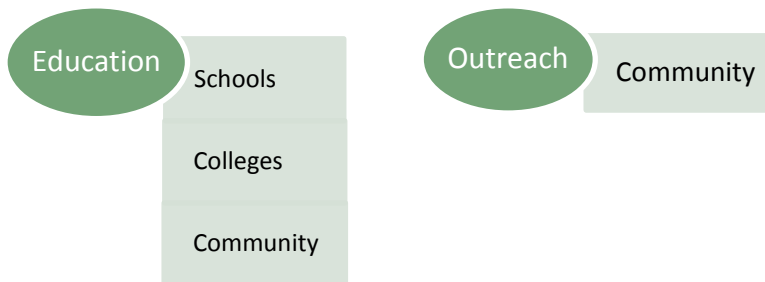 Education
Schools
Colleges
Community
Outreach
Community